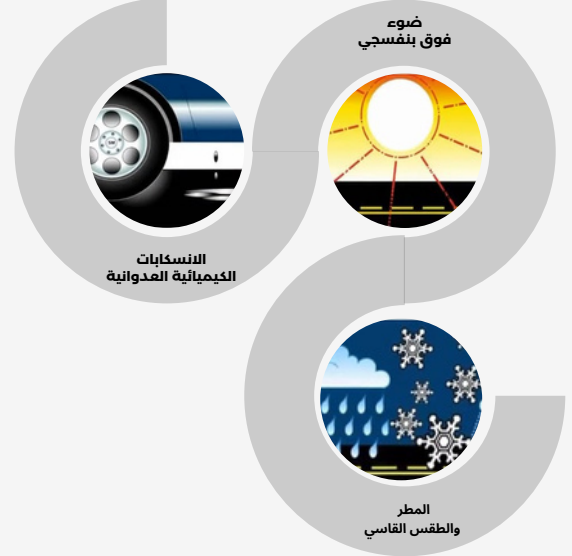 ضوء
فوق بنفسجي
الانسكابات
الكيميائية العدوانية
المطر
والطقس القاسي